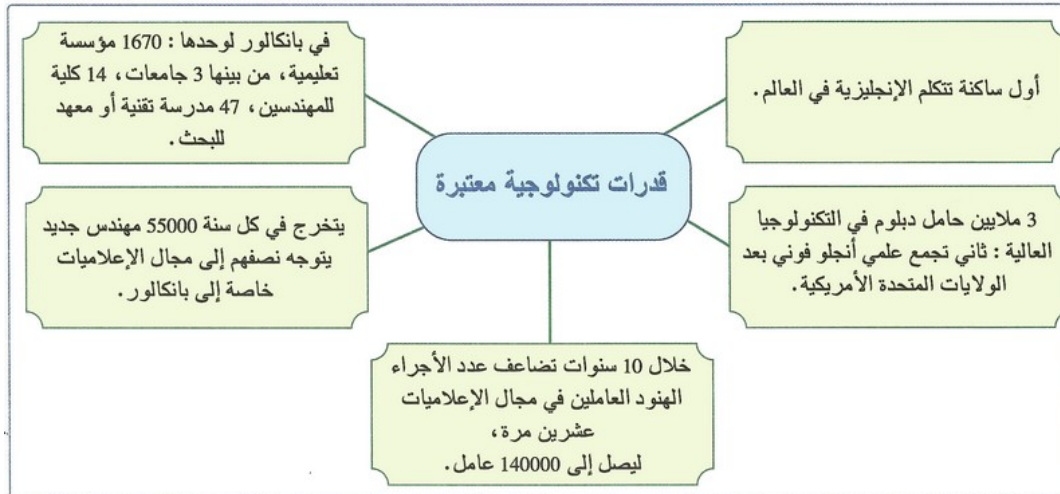 قدرات تكنولوجية معتبرة
أول ساكنة تتكلم الإنجليزية في العالم.
3 ملايين حامل دبلوم في التكنولوجيا
العالية : ثاني تجمع علمي أنجلو فوني بعد
الولايات المتحدة الأمريكية.
خلال 10 سنوات تضاعف عدد الأجراء
الهنود العاملين في مجال الإعلاميات
عشرين مرة،
ليصل إلى 140000 عامل.
يتخرج في كل سنة 55000 مهندس جديد
يتوجه نصفهم إلى مجال الإعلاميات
خاصة إلى بانكالور.
في بانكالور لوحدها : 1670 مؤسسة
تعليمية، من بينها 3 جامعات، 14 كلية
للمهندسين، 47 مدرسة تقنية أو معهد
للبحث.